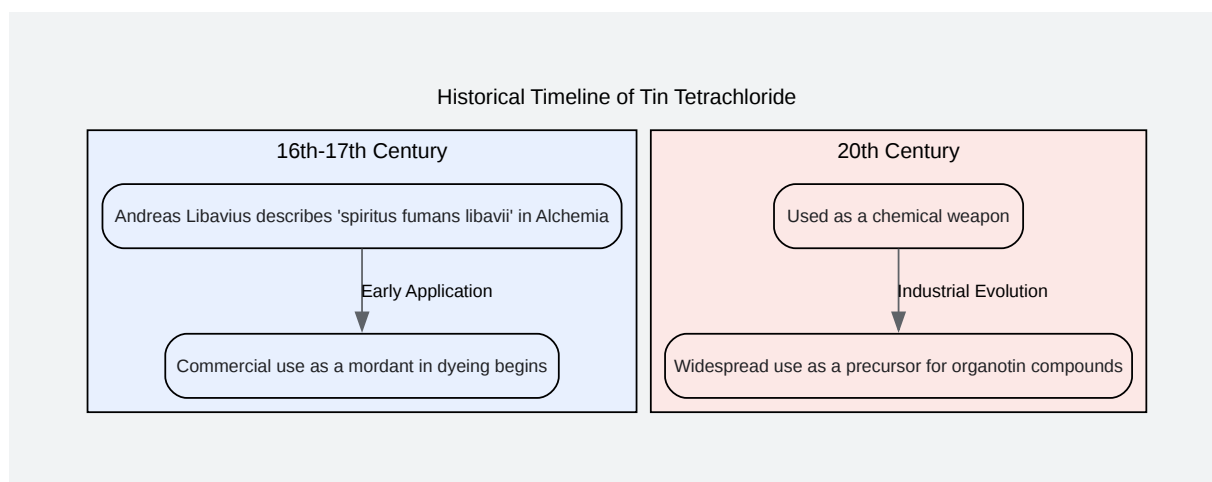 Historical Timeline of Tin Tetrachloride
16th-17th Century
Andreas Libavius describes 'spiritus fumans libavii' in Alchemia
Early Application
Commercial use as a mordant in dyeing begins
20th Century
Used as a chemical weapon
Industrial Evolution
Widespread use as a precursor for organotin compounds